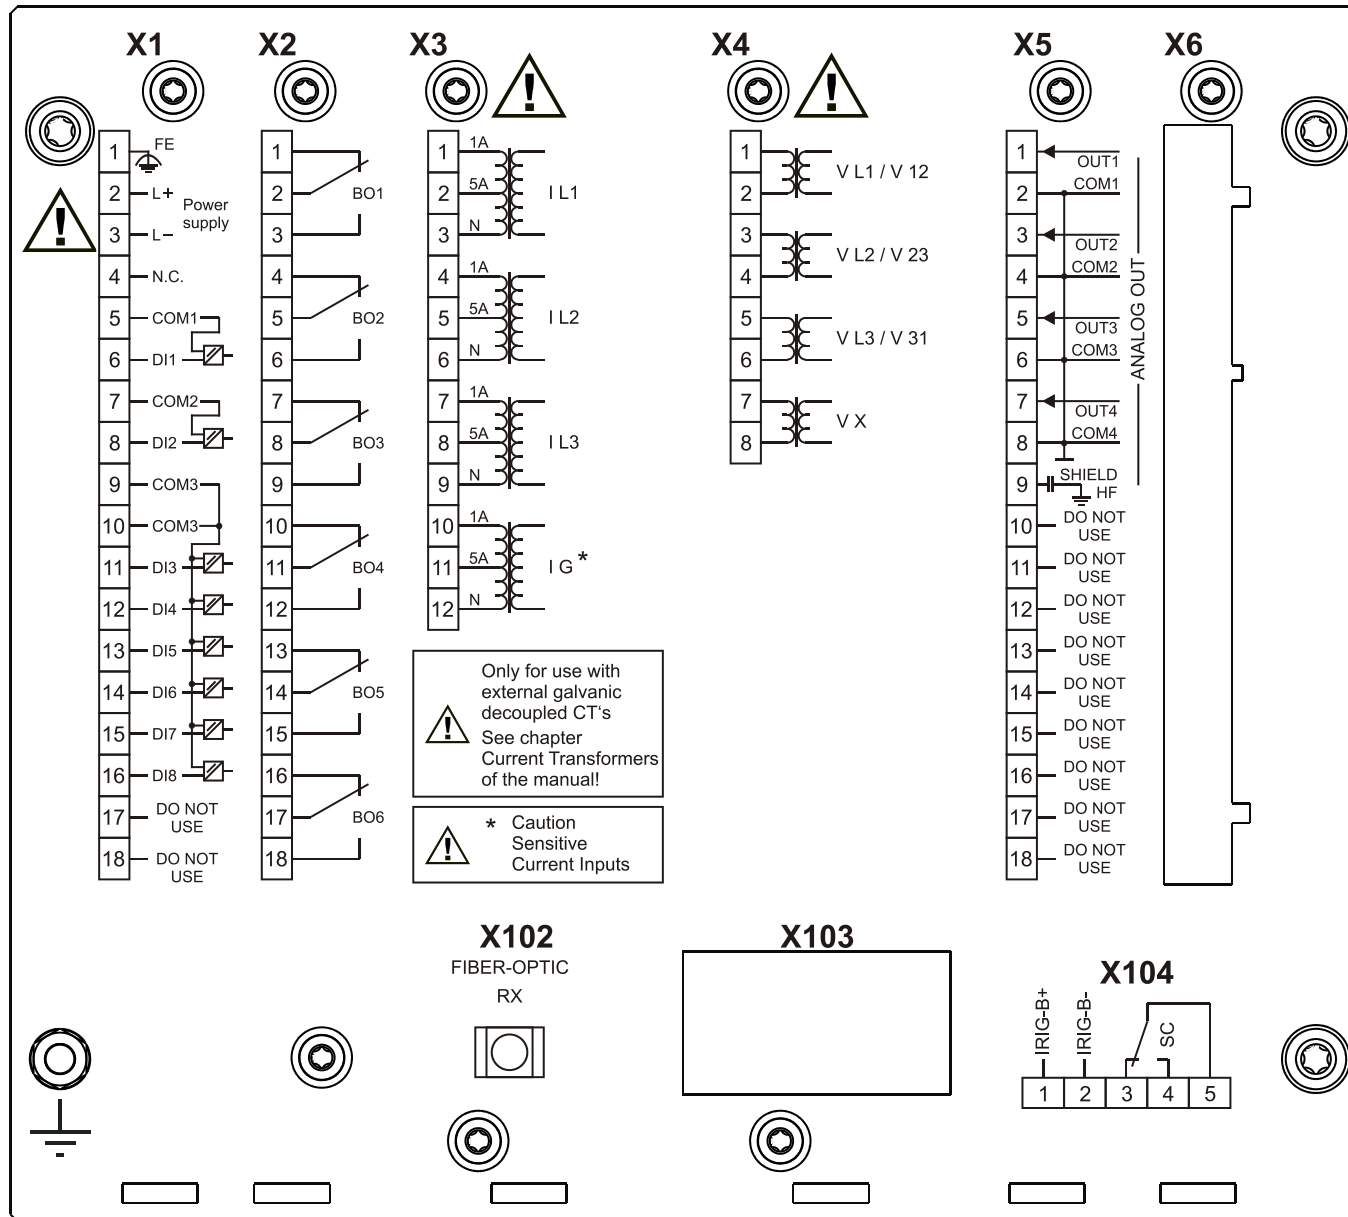 X1
X2
X3
X4
X5
X6
1 FE
2 L+
Power
supply
3 L−
4 N.C.
5 COM1
6 DI1
7 COM2
8 DI2
9 COM3
10 COM3
11 DI3
12 DI4
13 DI5
14 DI6
15 DI7
16 DI8
17 DO NOT
USE
18 DO NOT
USE
1
2 BO1
3
4
5 BO2
6
7
8 BO3
9
10
11 BO4
12
13
14 BO5
15
16
17 BO6
18
1 1A
2 5A I L1
3 N
4 1A
5 5A I L2
6 N
7 1A
8 5A I L3
9 N
10 1A
11 5A I G *
12 N
Only for use with
external galvanic
decoupled CT‘s
See chapter
Current Transformers
of the manual!
* Caution
Sensitive
Current Inputs
1
V L1 / V 12
2
3
V L2 / V 23
4
5
V L3 / V 31
6
7
V X
8
1 OUT1
2 COM1
3 OUT2
4 COM2
5 OUT3
6 COM3
7 OUT4
8 COM4
ANALOG OUT
9 SHIELD
HF
10 DO NOT
USE
11 DO NOT
USE
12 DO NOT
USE
13 DO NOT
USE
14 DO NOT
USE
15 DO NOT
USE
16 DO NOT
USE
17 DO NOT
USE
18 DO NOT
USE
X102
FIBER-OPTIC
RX
X103
X104
IRIG-B+
IRIG-B-
SC
1 2 3 4 5